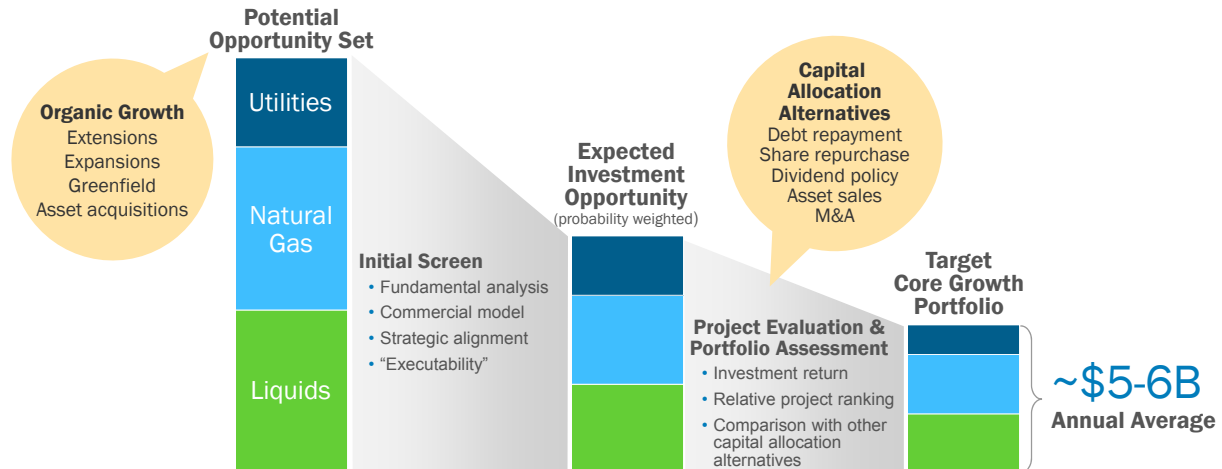 Potential
Opportunity Set
Organic Growth
Extensions
Expansions
Greenfield
Asset acquisitions
Utilities
Natural
Gas
Liquids
Initial Screen
• Fundamental analysis
• Commercial model
• Strategic alignment
• “Executability”
Expected
Investment
Opportunity
(probability weighted)
Capital
Allocation
Alternatives
Debt repayment
Share repurchase
Dividend policy
Asset sales
M&A
Project Evaluation &
Portfolio Assessment
• Investment return
• Relative project ranking
• Comparison with other
capital allocation
alternatives
Target
Core Growth
Portfolio
~$5-6B
Annual Average